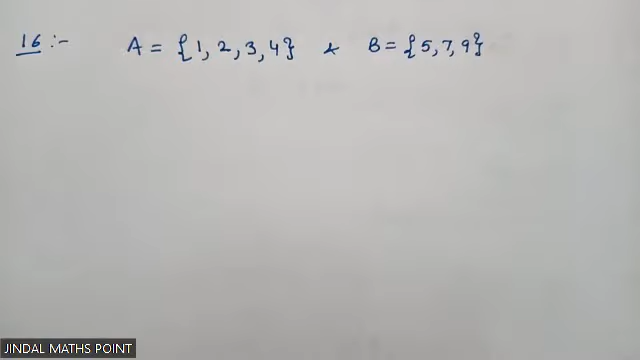 16:- A = {1, 2, 3, 4} & B = {5, 7, 9}
JINDAL MATHS POINT